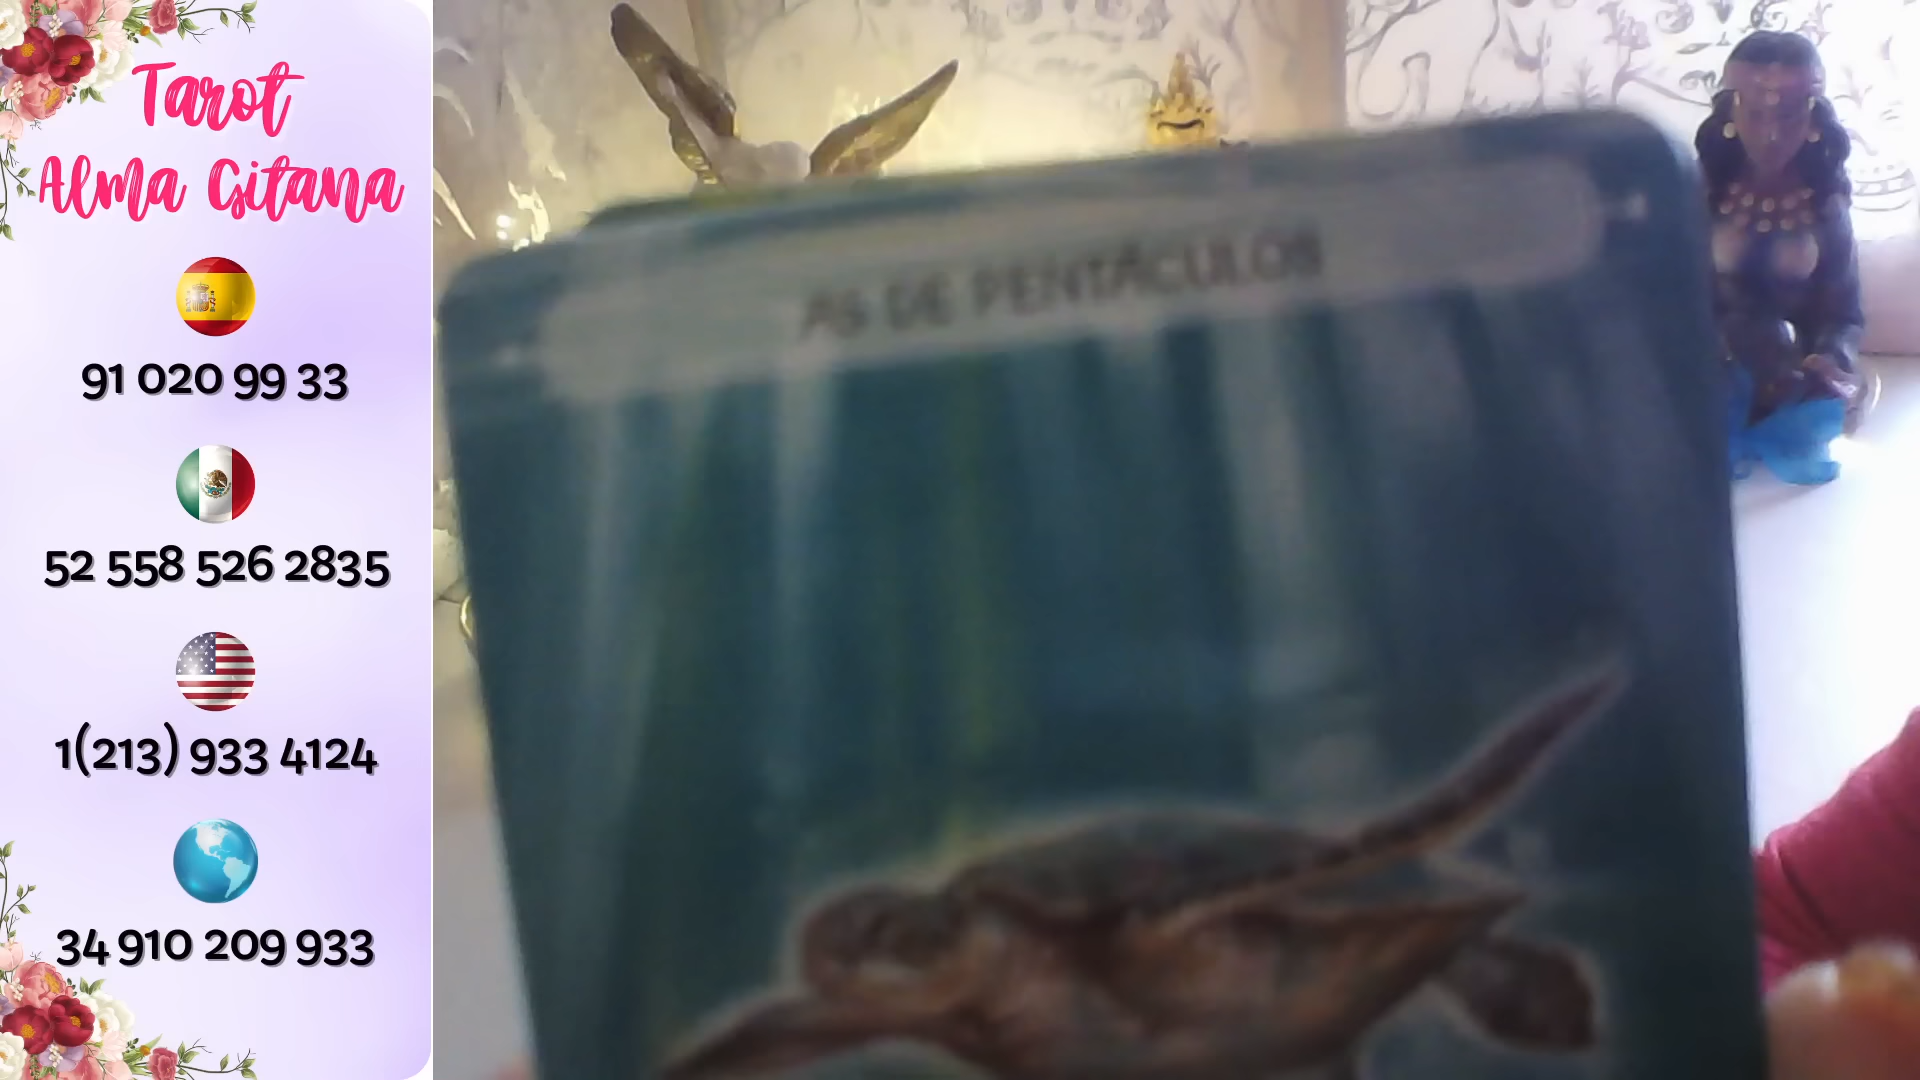 Tarot
Alma Gitana
91 020 99 33
52 558 526 2835
1(213) 933 4124
34 910 209 933
AS DE PENTÁCULOS